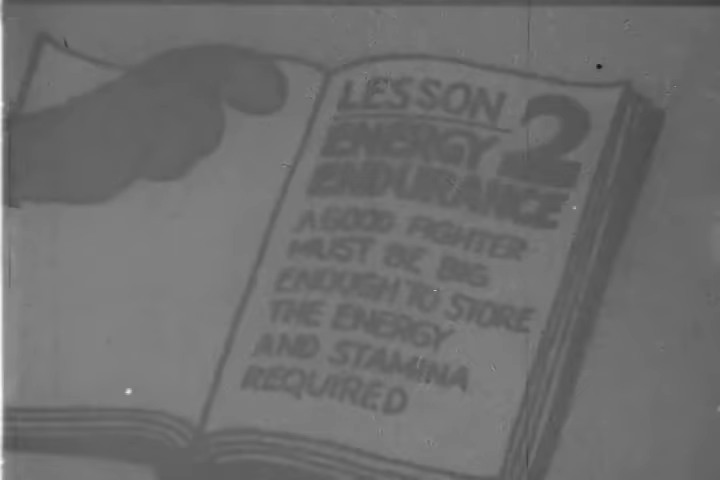 LESSON 2
ENERGY
ENDURANCE
A GOOD FIGHTER
MUST BE BIG
ENOUGH TO STORE
THE ENERGY
AND STAMINA
REQUIRED